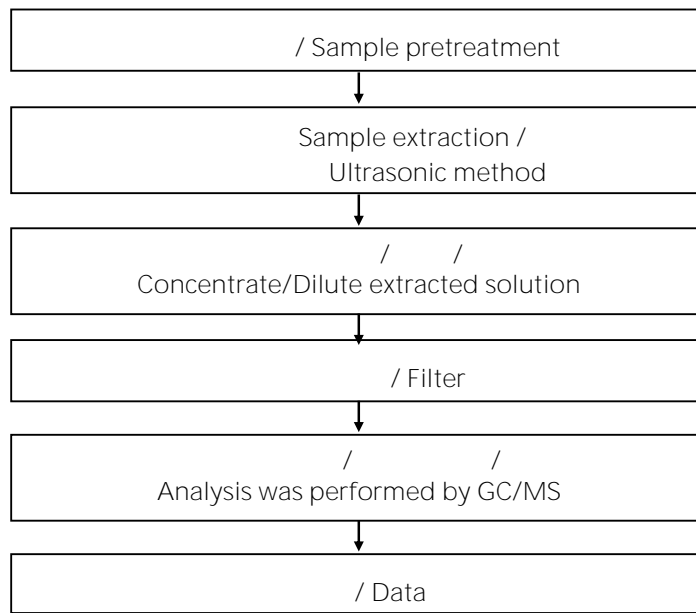 / Sample pretreatment
Sample extraction /
Ultrasonic method
/ /
Concentrate/Dilute extracted solution
/ Filter
/ /
Analysis was performed by GC/MS
/ Data